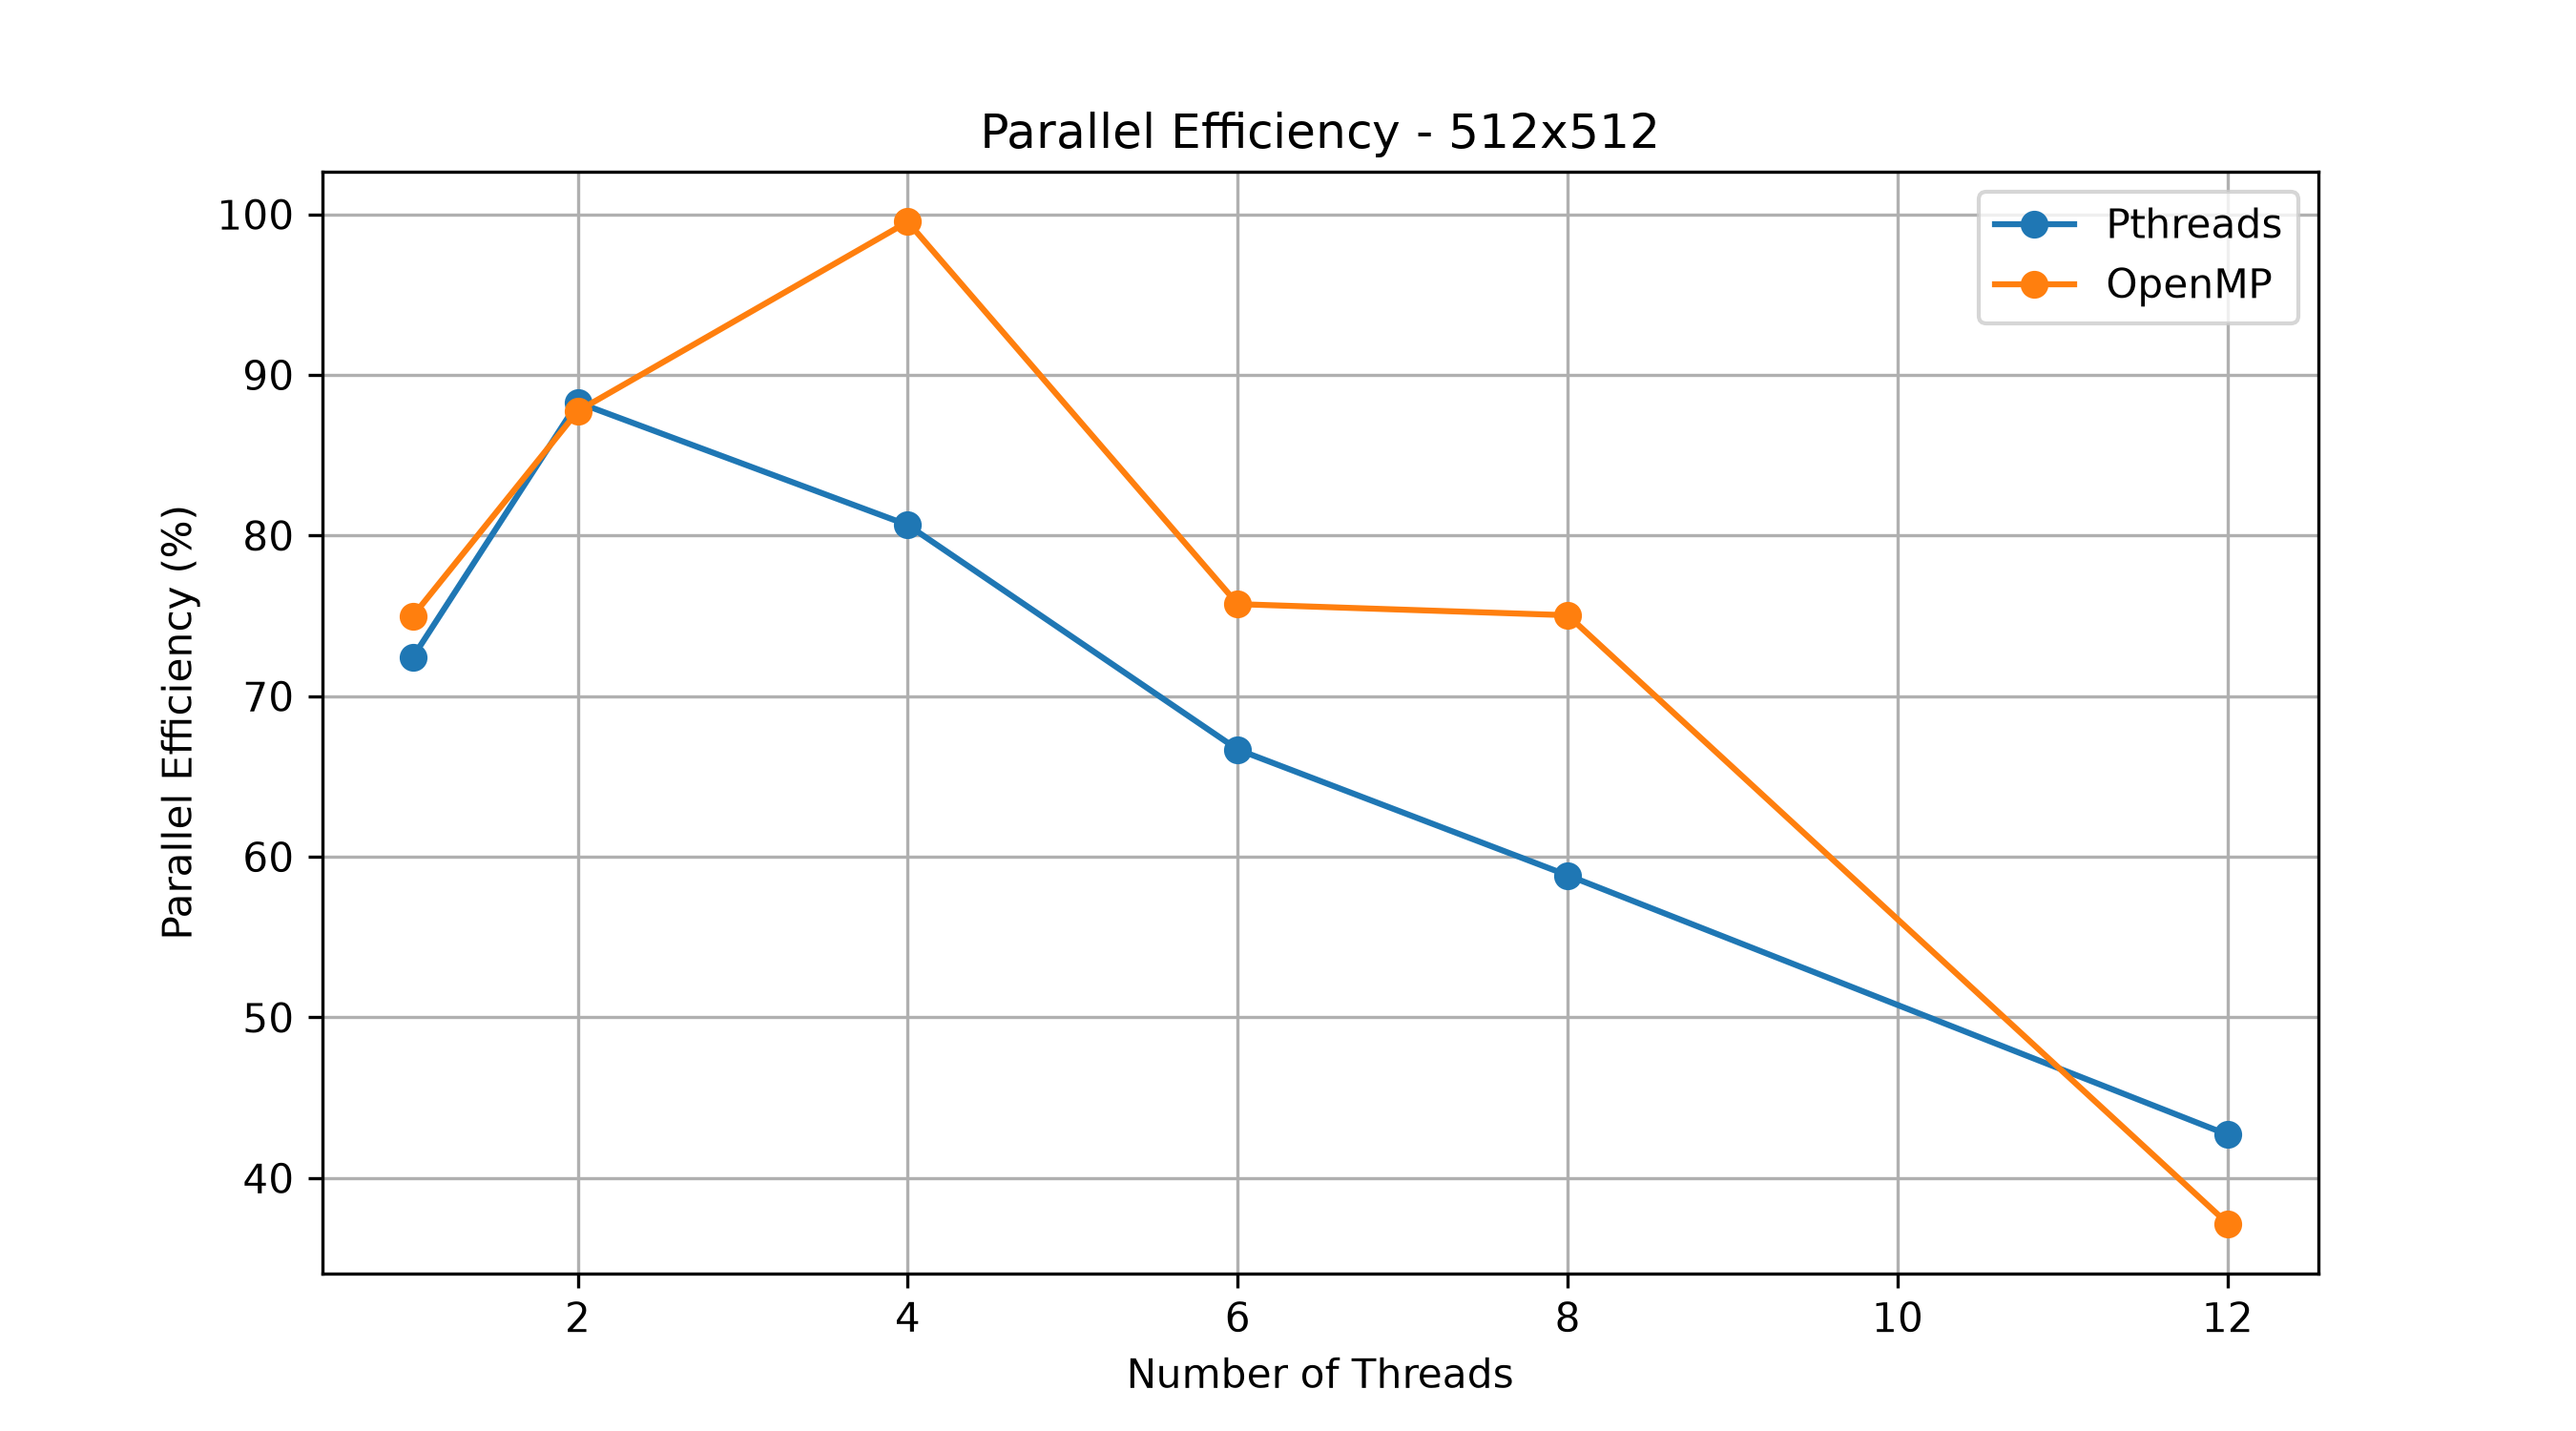 Parallel Efficiency - 512x512
Pthreads
OpenMP
100
90
80
70
60
50
40
Parallel Efficiency (%)
2 4 6 8 10 12
Number of Threads